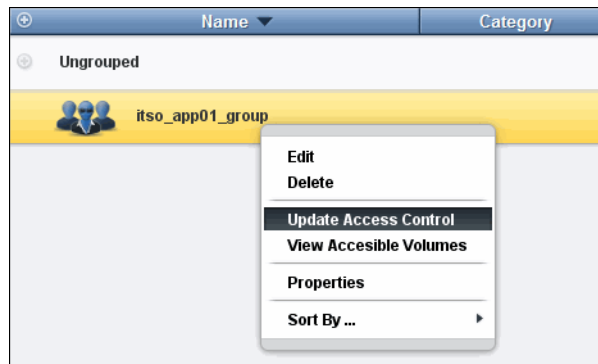 Name Category
Ungrouped
itso_app01_group
Edit
Delete
Update Access Control
View Accesible Volumes
Properties
Sort By ...